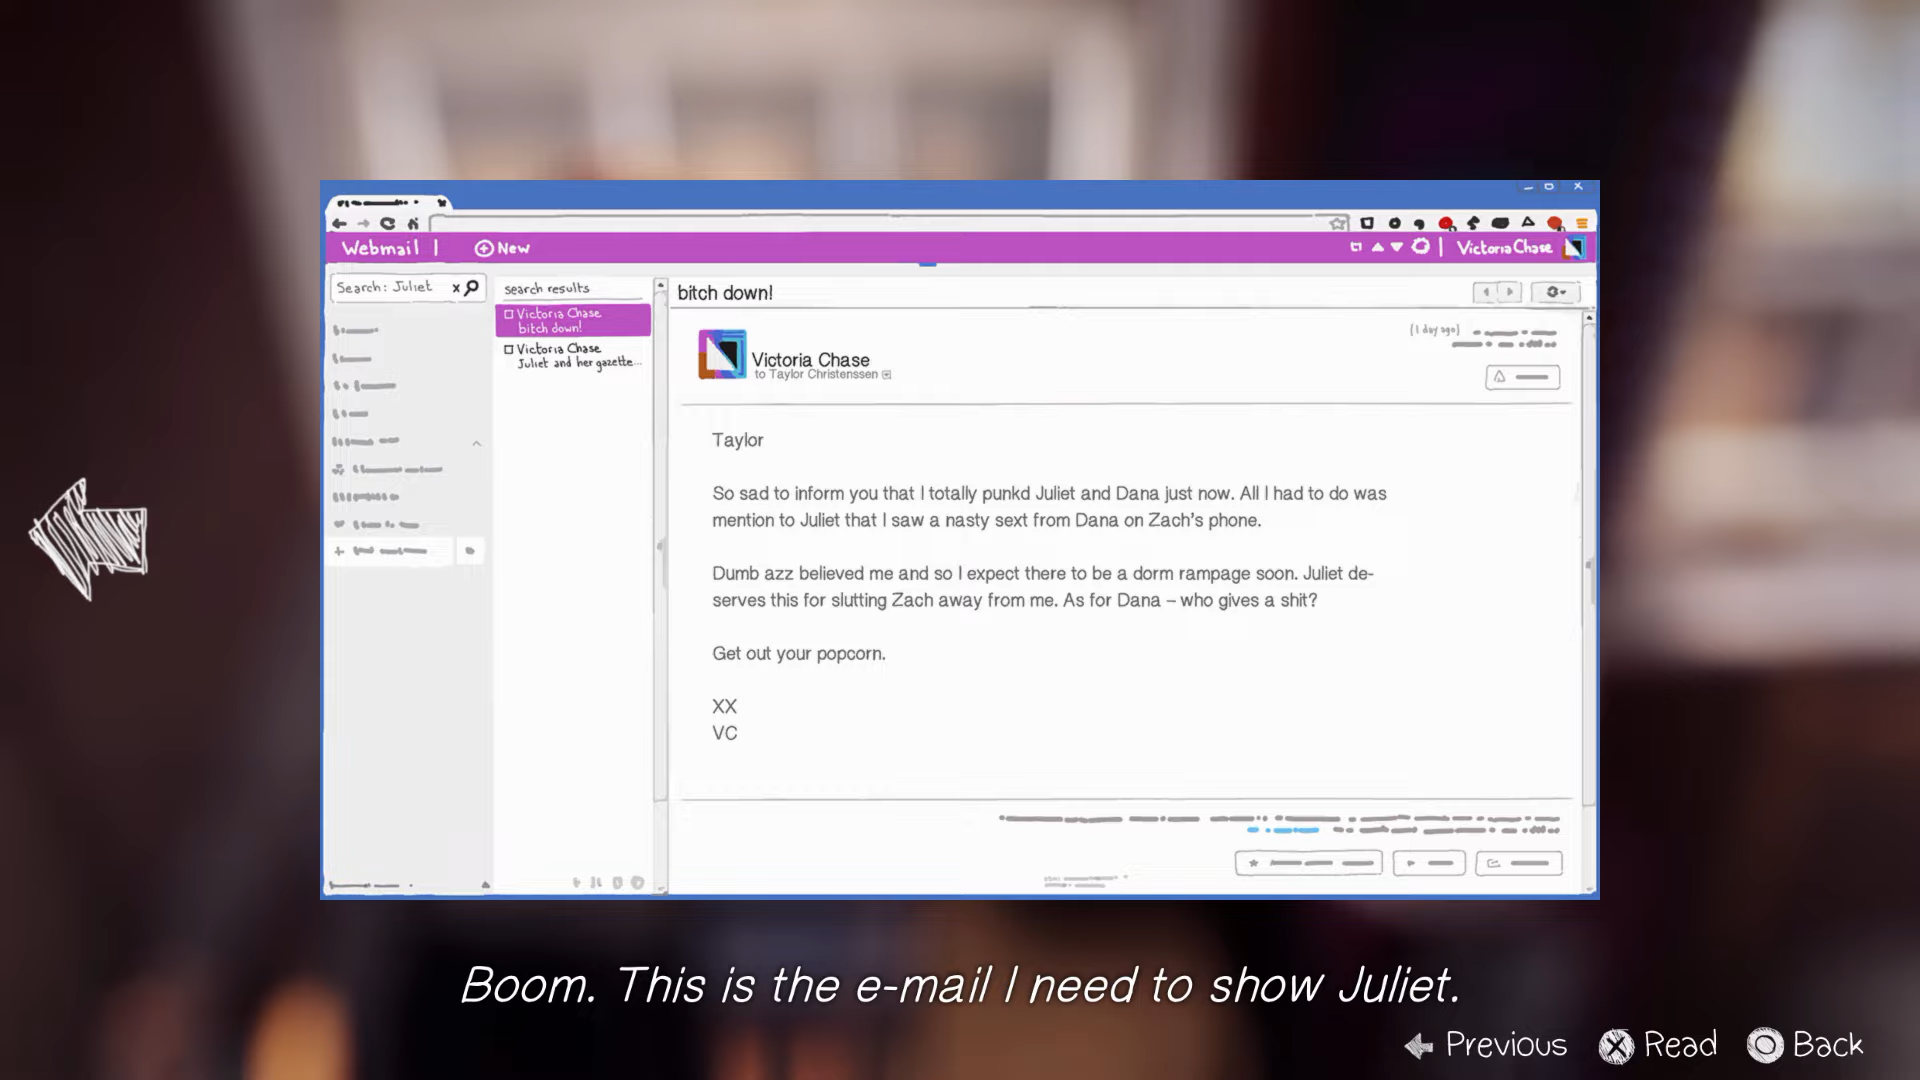 Webmail |
New
Victoria Chase
Search: Juliet x
search results
Victoria Chase
bitch down!
Victoria Chase
Juliet and her gazette...
bitch down!
(1 day ago)
Victoria Chase
to Taylor Christenssen
Taylor
So sad to inform you that I totally punkd Juliet and Dana just now. All I had to do was
mention to Juliet that I saw a nasty sext from Dana on Zach's phone.
Dumb azz believed me and so I expect there to be a dorm rampage soon. Juliet de-
serves this for slutting Zach away from me. As for Dana – who gives a shit?
Get out your popcorn.
XX
VC
Boom. This is the e-mail I need to show Juliet.
Previous
Read
Back